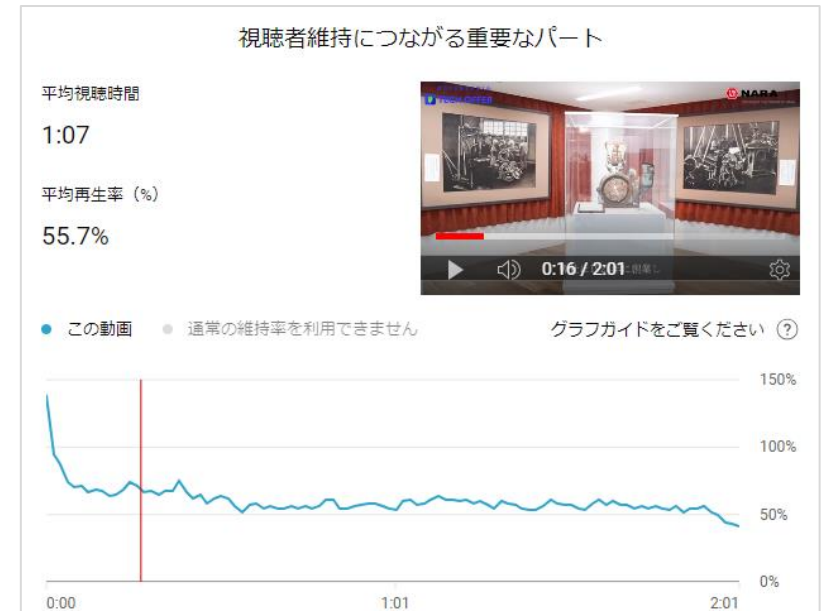 視聴者維持につながる重要なパート
平均視聴時間
1:07
平均再生率（%）
55.7%
TECH OFFER
NARA
0:16 / 2:01
この動画
通常の維持率を利用できません
グラフガイドをご覧ください ?
150%
100%
50%
0%
0:00
1:01
2:01